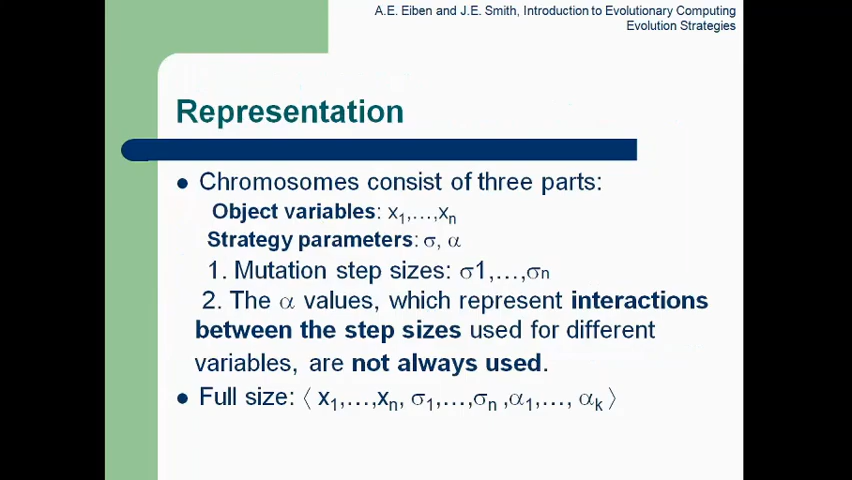 A.E. Eiben and J.E. Smith, Introduction to Evolutionary Computing
Evolution Strategies
Representation
● Chromosomes consist of three parts:
Object variables: x₁,…,xₙ
Strategy parameters: σ, α
1. Mutation step sizes: σ1,…,σn
2. The α values, which represent interactions
between the step sizes used for different
variables, are not always used.
● Full size: ⟨ x₁,…,xₙ, σ₁,…,σₙ ,α₁,…, αₖ ⟩